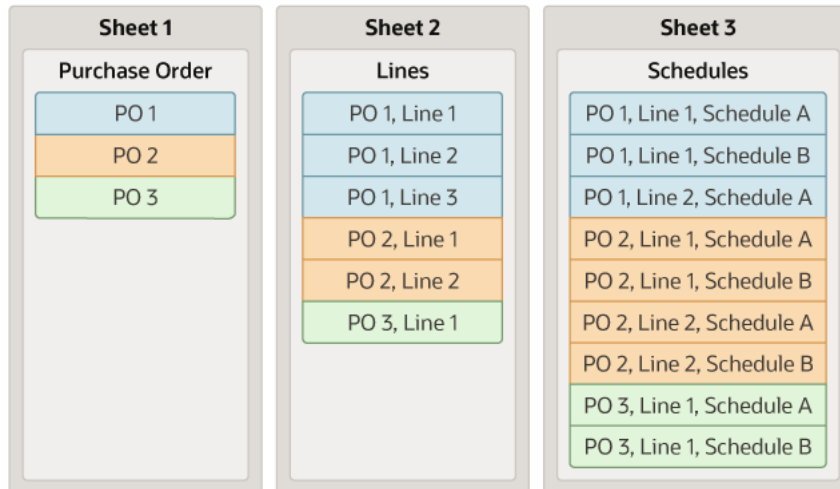 Sheet 1
Purchase Order
PO 1
PO 2
PO 3
Sheet 2
Lines
PO 1, Line 1
PO 1, Line 2
PO 1, Line 3
PO 2, Line 1
PO 2, Line 2
PO 3, Line 1
Sheet 3
Schedules
PO 1, Line 1, Schedule A
PO 1, Line 1, Schedule B
PO 1, Line 2, Schedule A
PO 2, Line 1, Schedule A
PO 2, Line 1, Schedule B
PO 2, Line 2, Schedule A
PO 2, Line 2, Schedule B
PO 3, Line 1, Schedule A
PO 3, Line 1, Schedule B